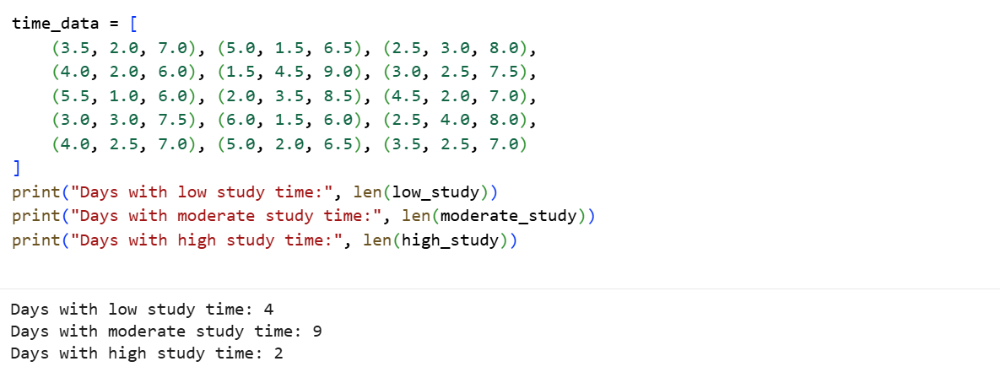 time_data = [
    (3.5, 2.0, 7.0), (5.0, 1.5, 6.5), (2.5, 3.0, 8.0),
    (4.0, 2.0, 6.0), (1.5, 4.5, 9.0), (3.0, 2.5, 7.5),
    (5.5, 1.0, 6.0), (2.0, 3.5, 8.5), (4.5, 2.0, 7.0),
    (3.0, 3.0, 7.5), (6.0, 1.5, 6.0), (2.5, 4.0, 8.0),
    (4.0, 2.5, 7.0), (5.0, 2.0, 6.5), (3.5, 2.5, 7.0)
]
print("Days with low study time:", len(low_study))
print("Days with moderate study time:", len(moderate_study))
print("Days with high study time:", len(high_study))
Days with low study time: 4
Days with moderate study time: 9
Days with high study time: 2